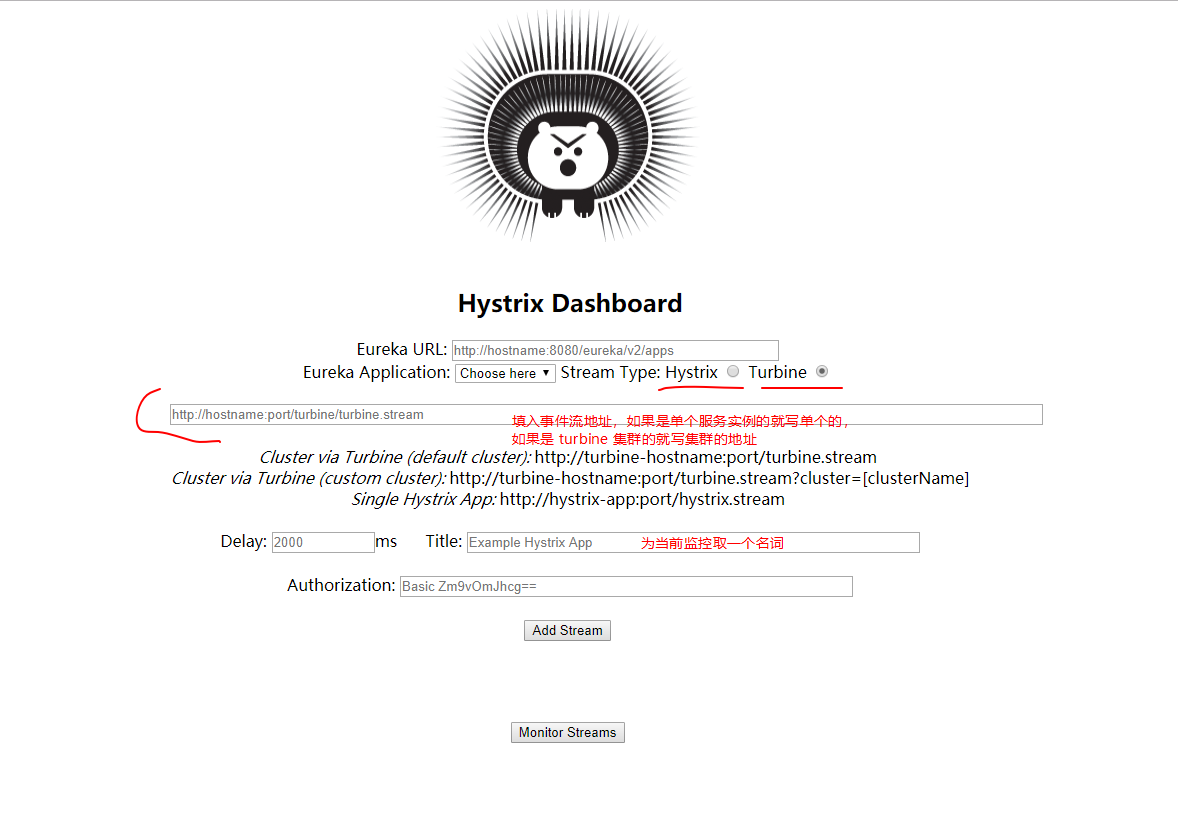 Hystrix Dashboard
Eureka URL: http://hostname:8080/eureka/v2/apps
Eureka Application: Choose here Stream Type: Hystrix Turbine
http://hostname:port/turbine/turbine.stream
填入事件流地址，如果是单个服务实例的就写单个的，
如果是 turbine 集群的就写集群的地址
Cluster via Turbine (default cluster): http://turbine-hostname:port/turbine.stream
Cluster via Turbine (custom cluster): http://turbine-hostname:port/turbine.stream?cluster=[clusterName]
Single Hystrix App: http://hystrix-app:port/hystrix.stream
Delay: 2000 ms Title: Example Hystrix App 为当前监控取一个名词
Authorization: Basic Zm9vOmJhcg==
Add Stream
Monitor Streams